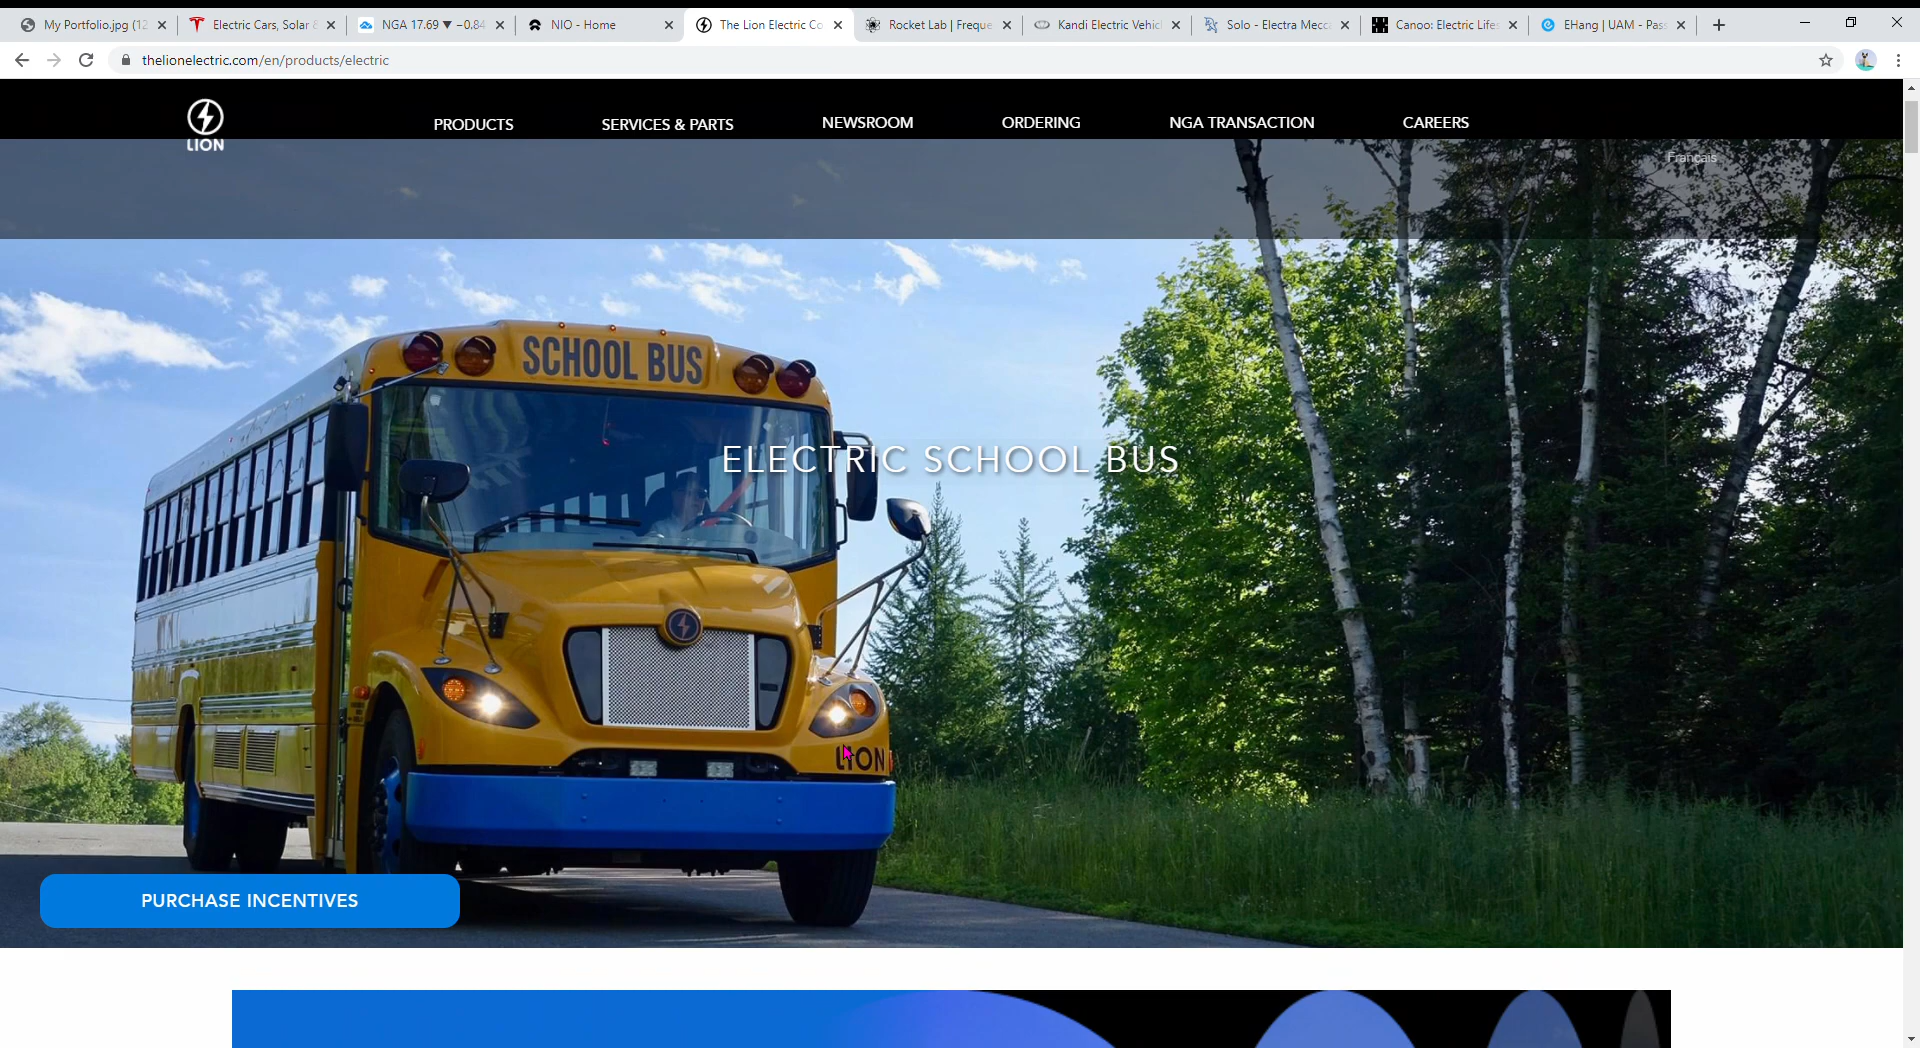 My Portfolio.jpg (12
Electric Cars, Solar &
NGA 17.69 ▼ −0.84
NIO - Home
The Lion Electric Co
Rocket Lab | Freque
Kandi Electric Vehic
Solo - Electra Mecc
Canoo: Electric Lifes
EHang | UAM - Pass
thelionelectric.com/en/products/electric
LION
PRODUCTS
SERVICES & PARTS
NEWSROOM
ORDERING
NGA TRANSACTION
CAREERS
Français
SCHOOL BUS
ELECTRIC SCHOOL BUS
LION
PURCHASE INCENTIVES